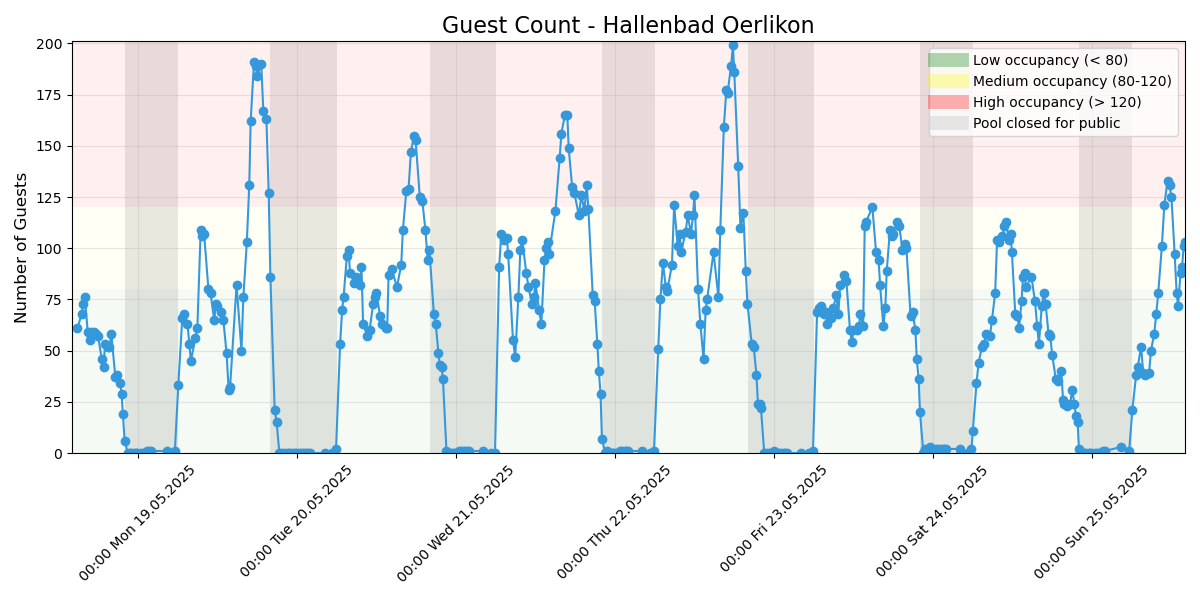 Guest Count - Hallenbad Oerlikon
Number of Guests
200
175
150
125
100
75
50
25
0
Low occupancy (< 80)
Medium occupancy (80-120)
High occupancy (> 120)
Pool closed for public
00:00 Mon 19.05.2025
00:00 Tue 20.05.2025
00:00 Wed 21.05.2025
00:00 Thu 22.05.2025
00:00 Fri 23.05.2025
00:00 Sat 24.05.2025
00:00 Sun 25.05.2025